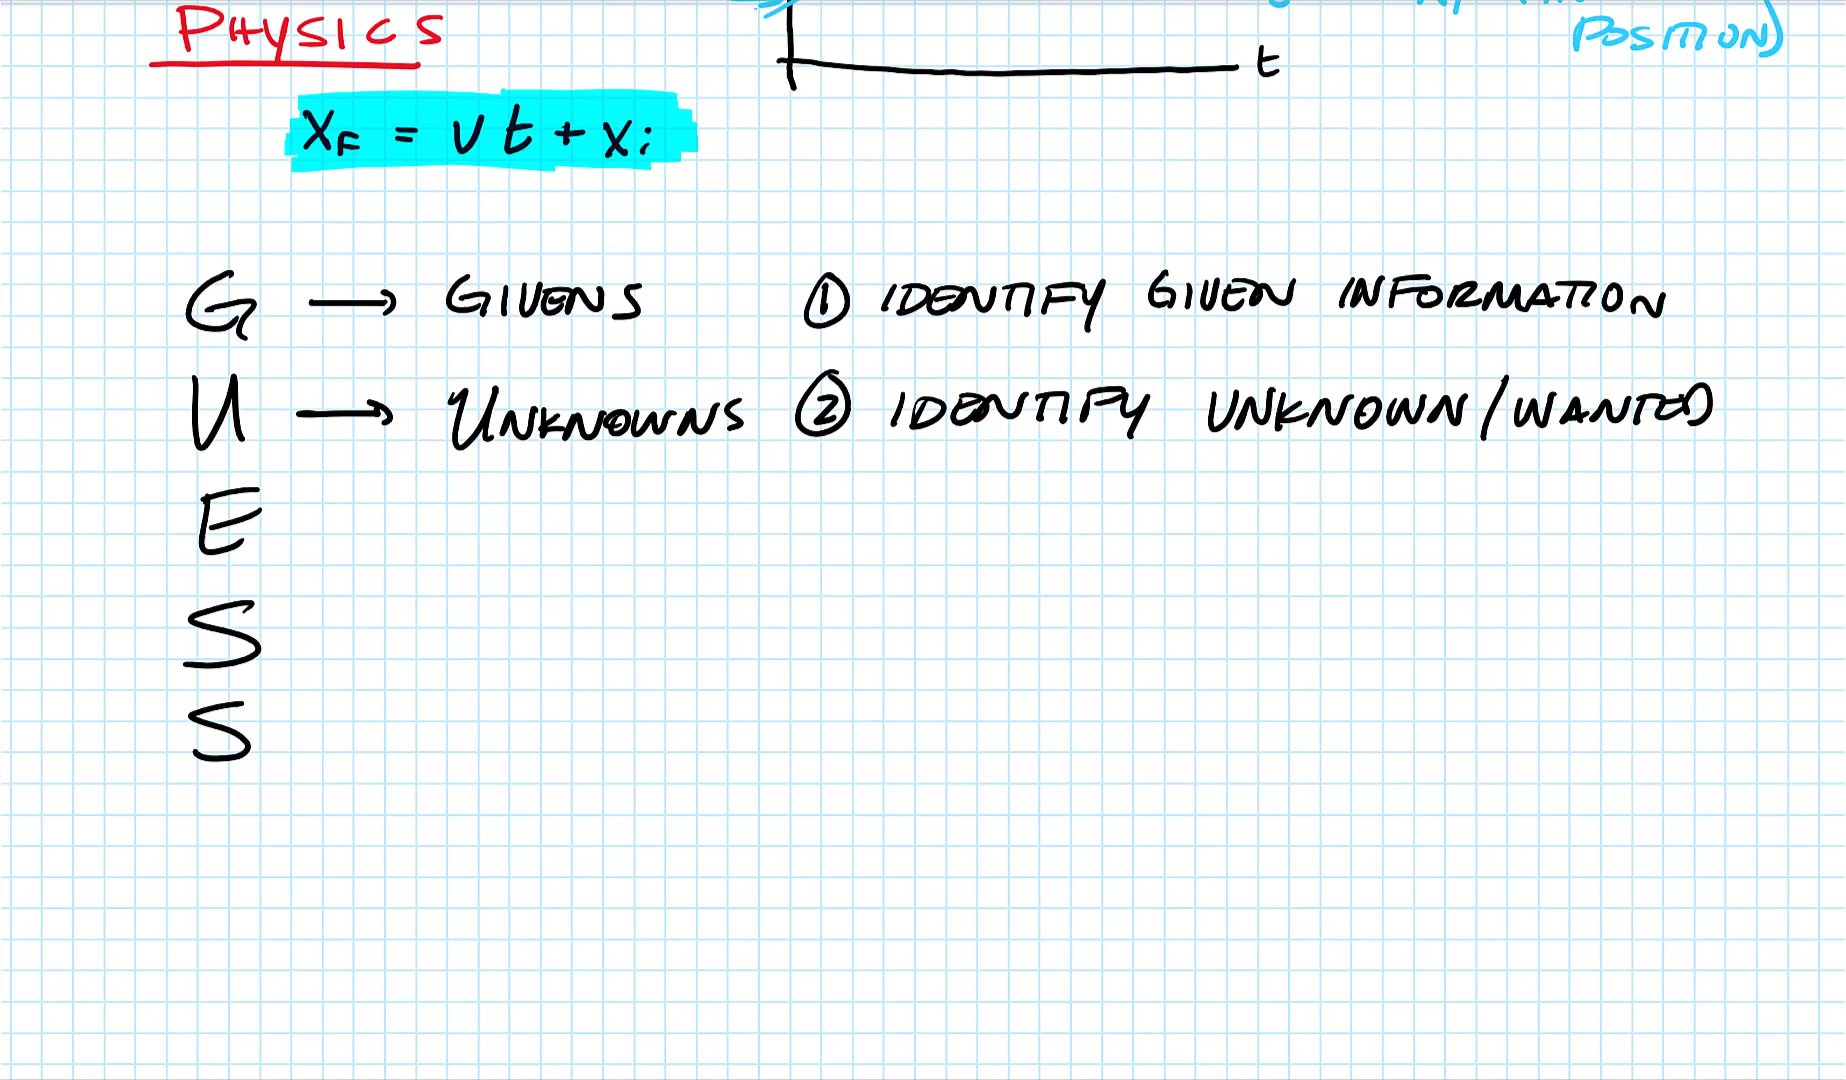 PHYSICS
t
POSITION)
XF = vt + xi
G → GIVENS ① IDENTIFY GIVEN INFORMATION
U → UNKNOWNS ② IDENTIFY UNKNOWN/WANTED
E
S
S